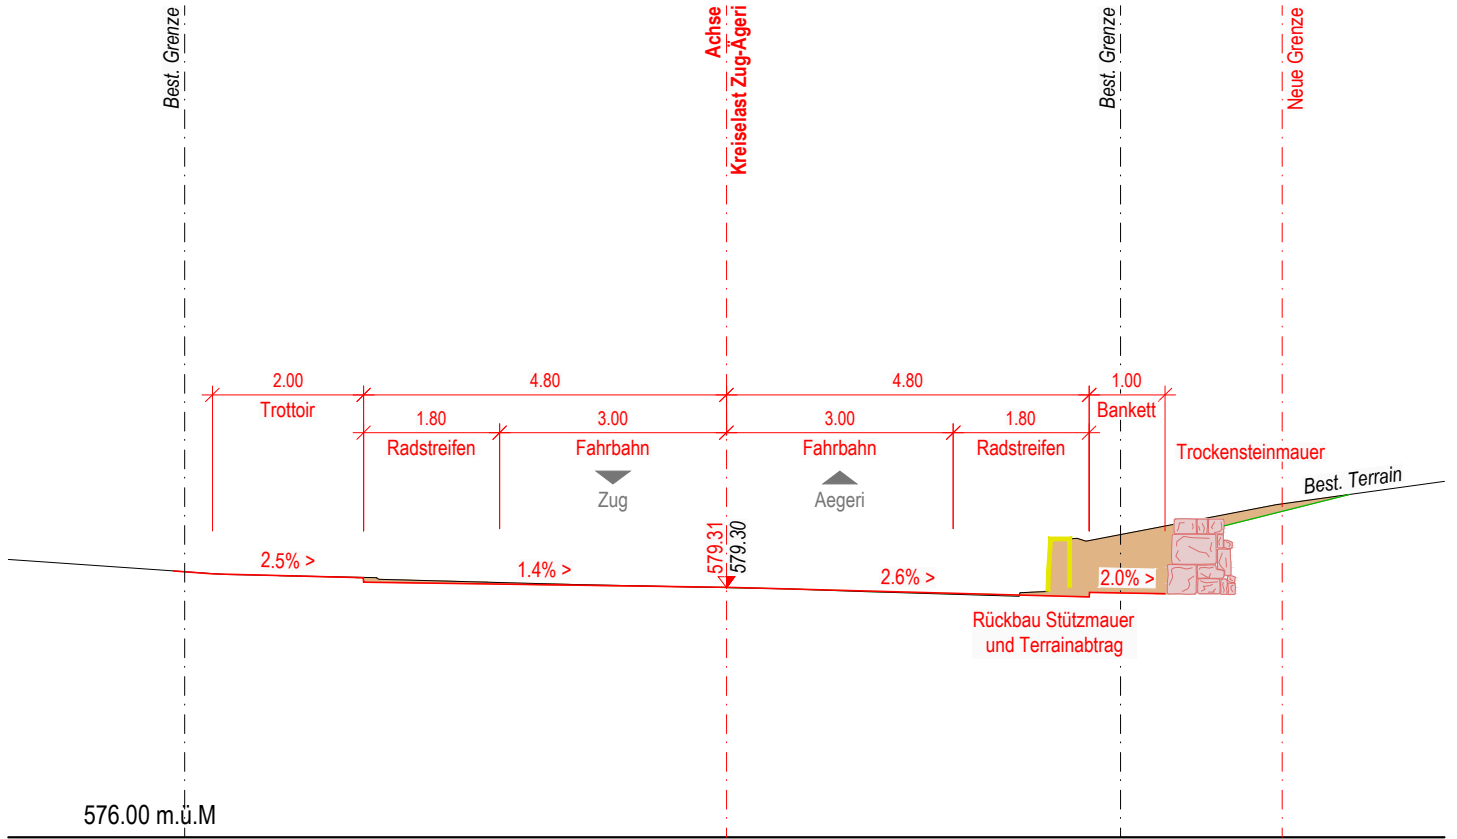 Best. Grenze
Achse
Kreiselast Zug-Ägeri
Best. Grenze
Neue Grenze
2.00
4.80
4.80
1.00
Trottoir
Bankett
1.80
3.00
3.00
1.80
Radstreifen
Fahrbahn
Fahrbahn
Radstreifen
Trockensteinmauer
Zug
Aegeri
Best. Terrain
579.31
579.30
2.5% >
1.4% >
2.6% >
2.0% >
Rückbau Stützmauer
und Terrainabtrag
576.00 m.ü.M